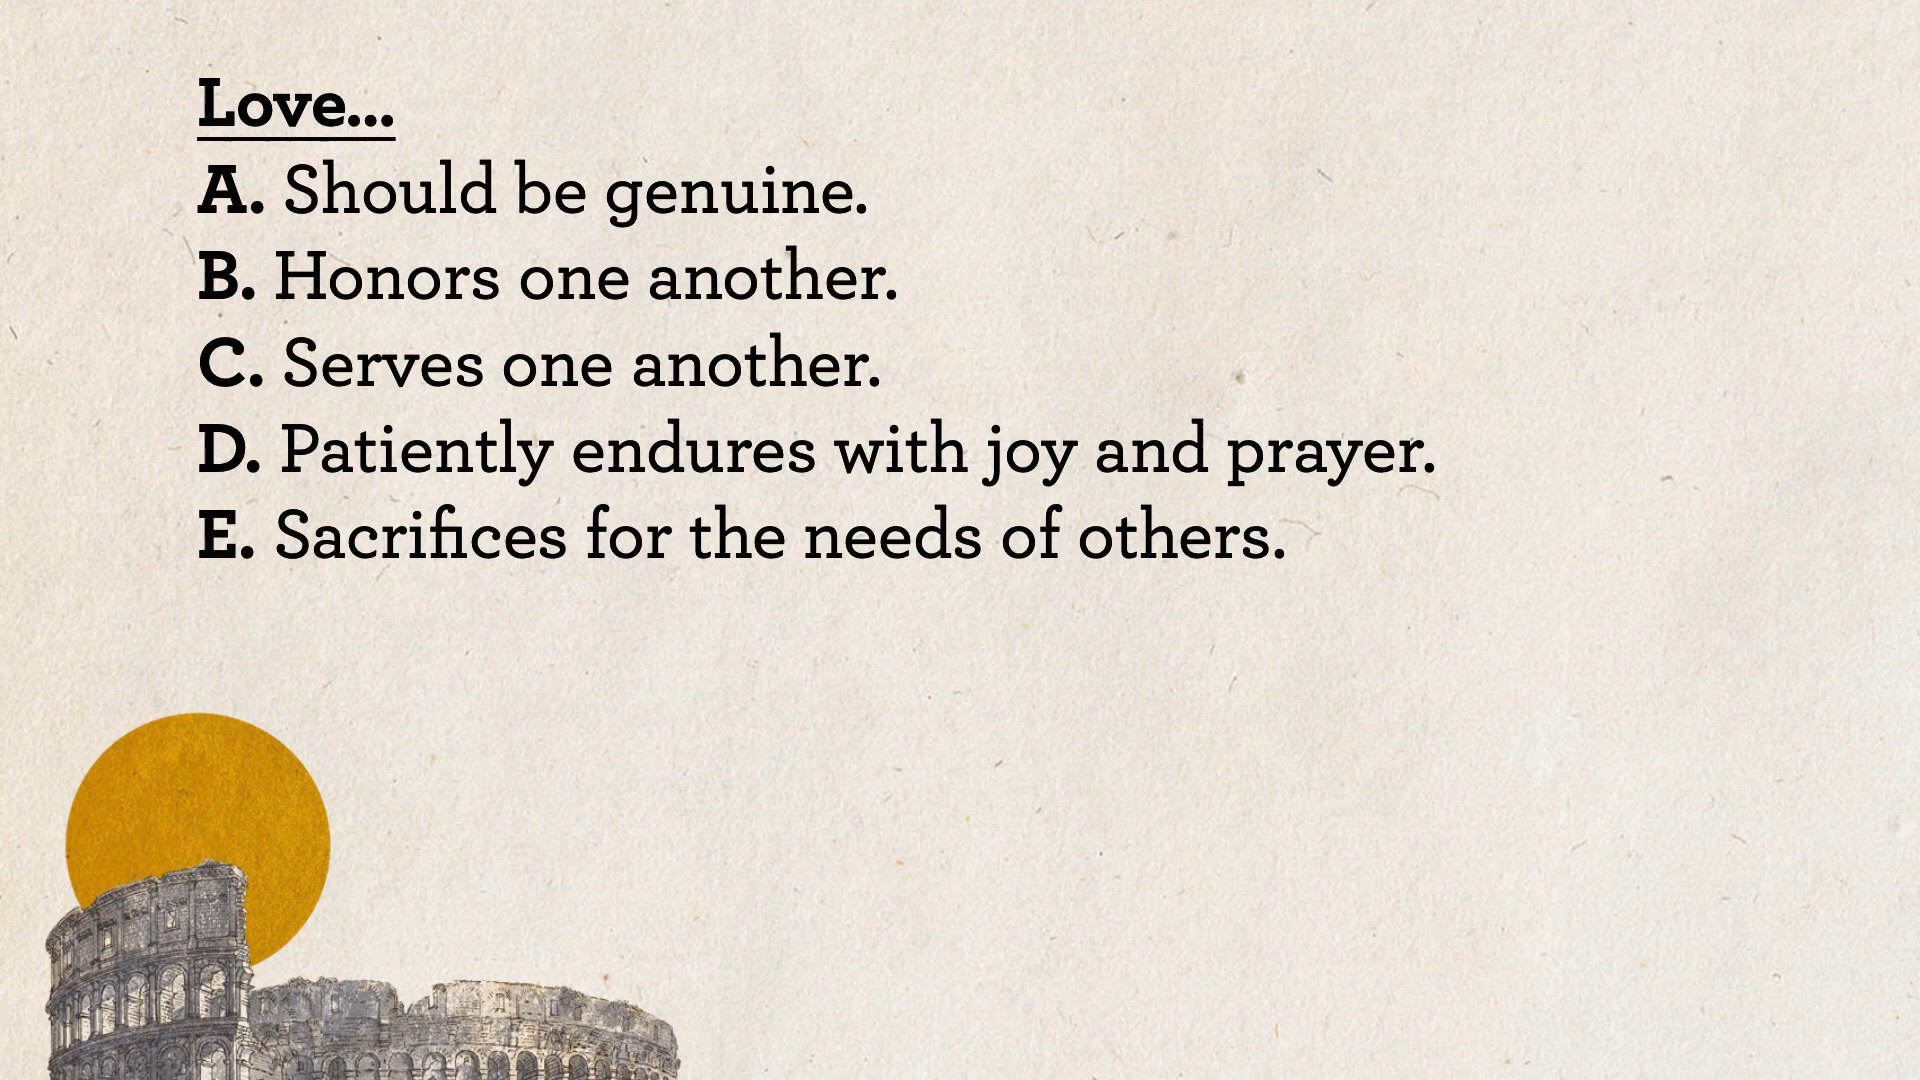 Love...
A. Should be genuine.
B. Honors one another.
C. Serves one another.
D. Patiently endures with joy and prayer.
E. Sacrifices for the needs of others.